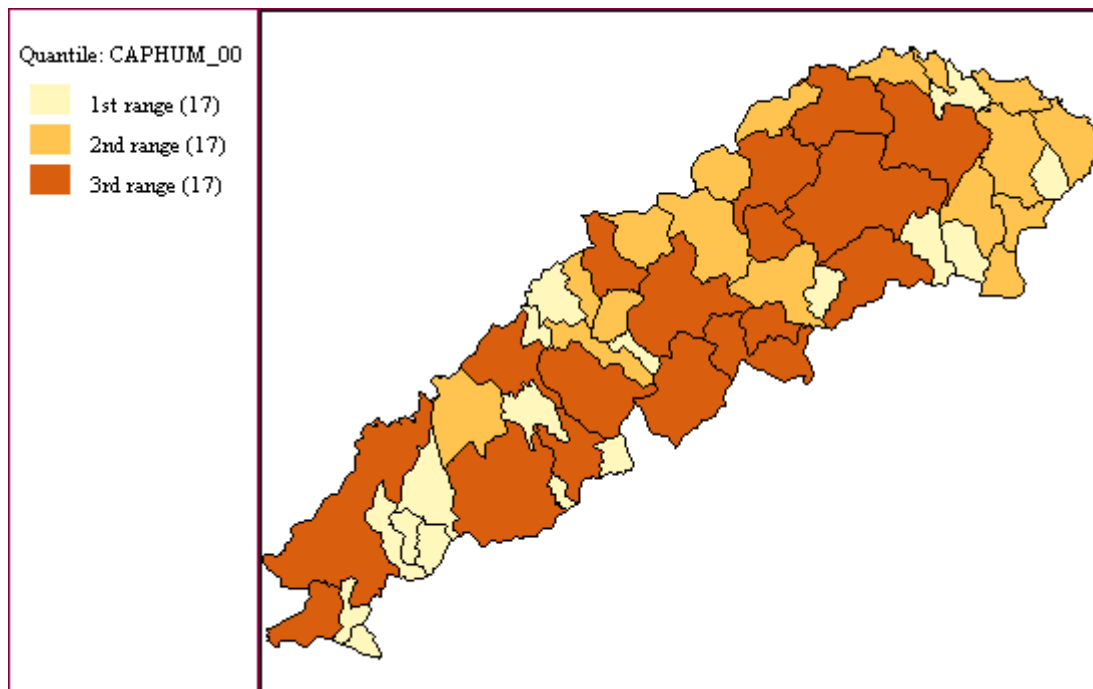 Quantile: CAPHUM_00
1st range (17)
2nd range (17)
3rd range (17)